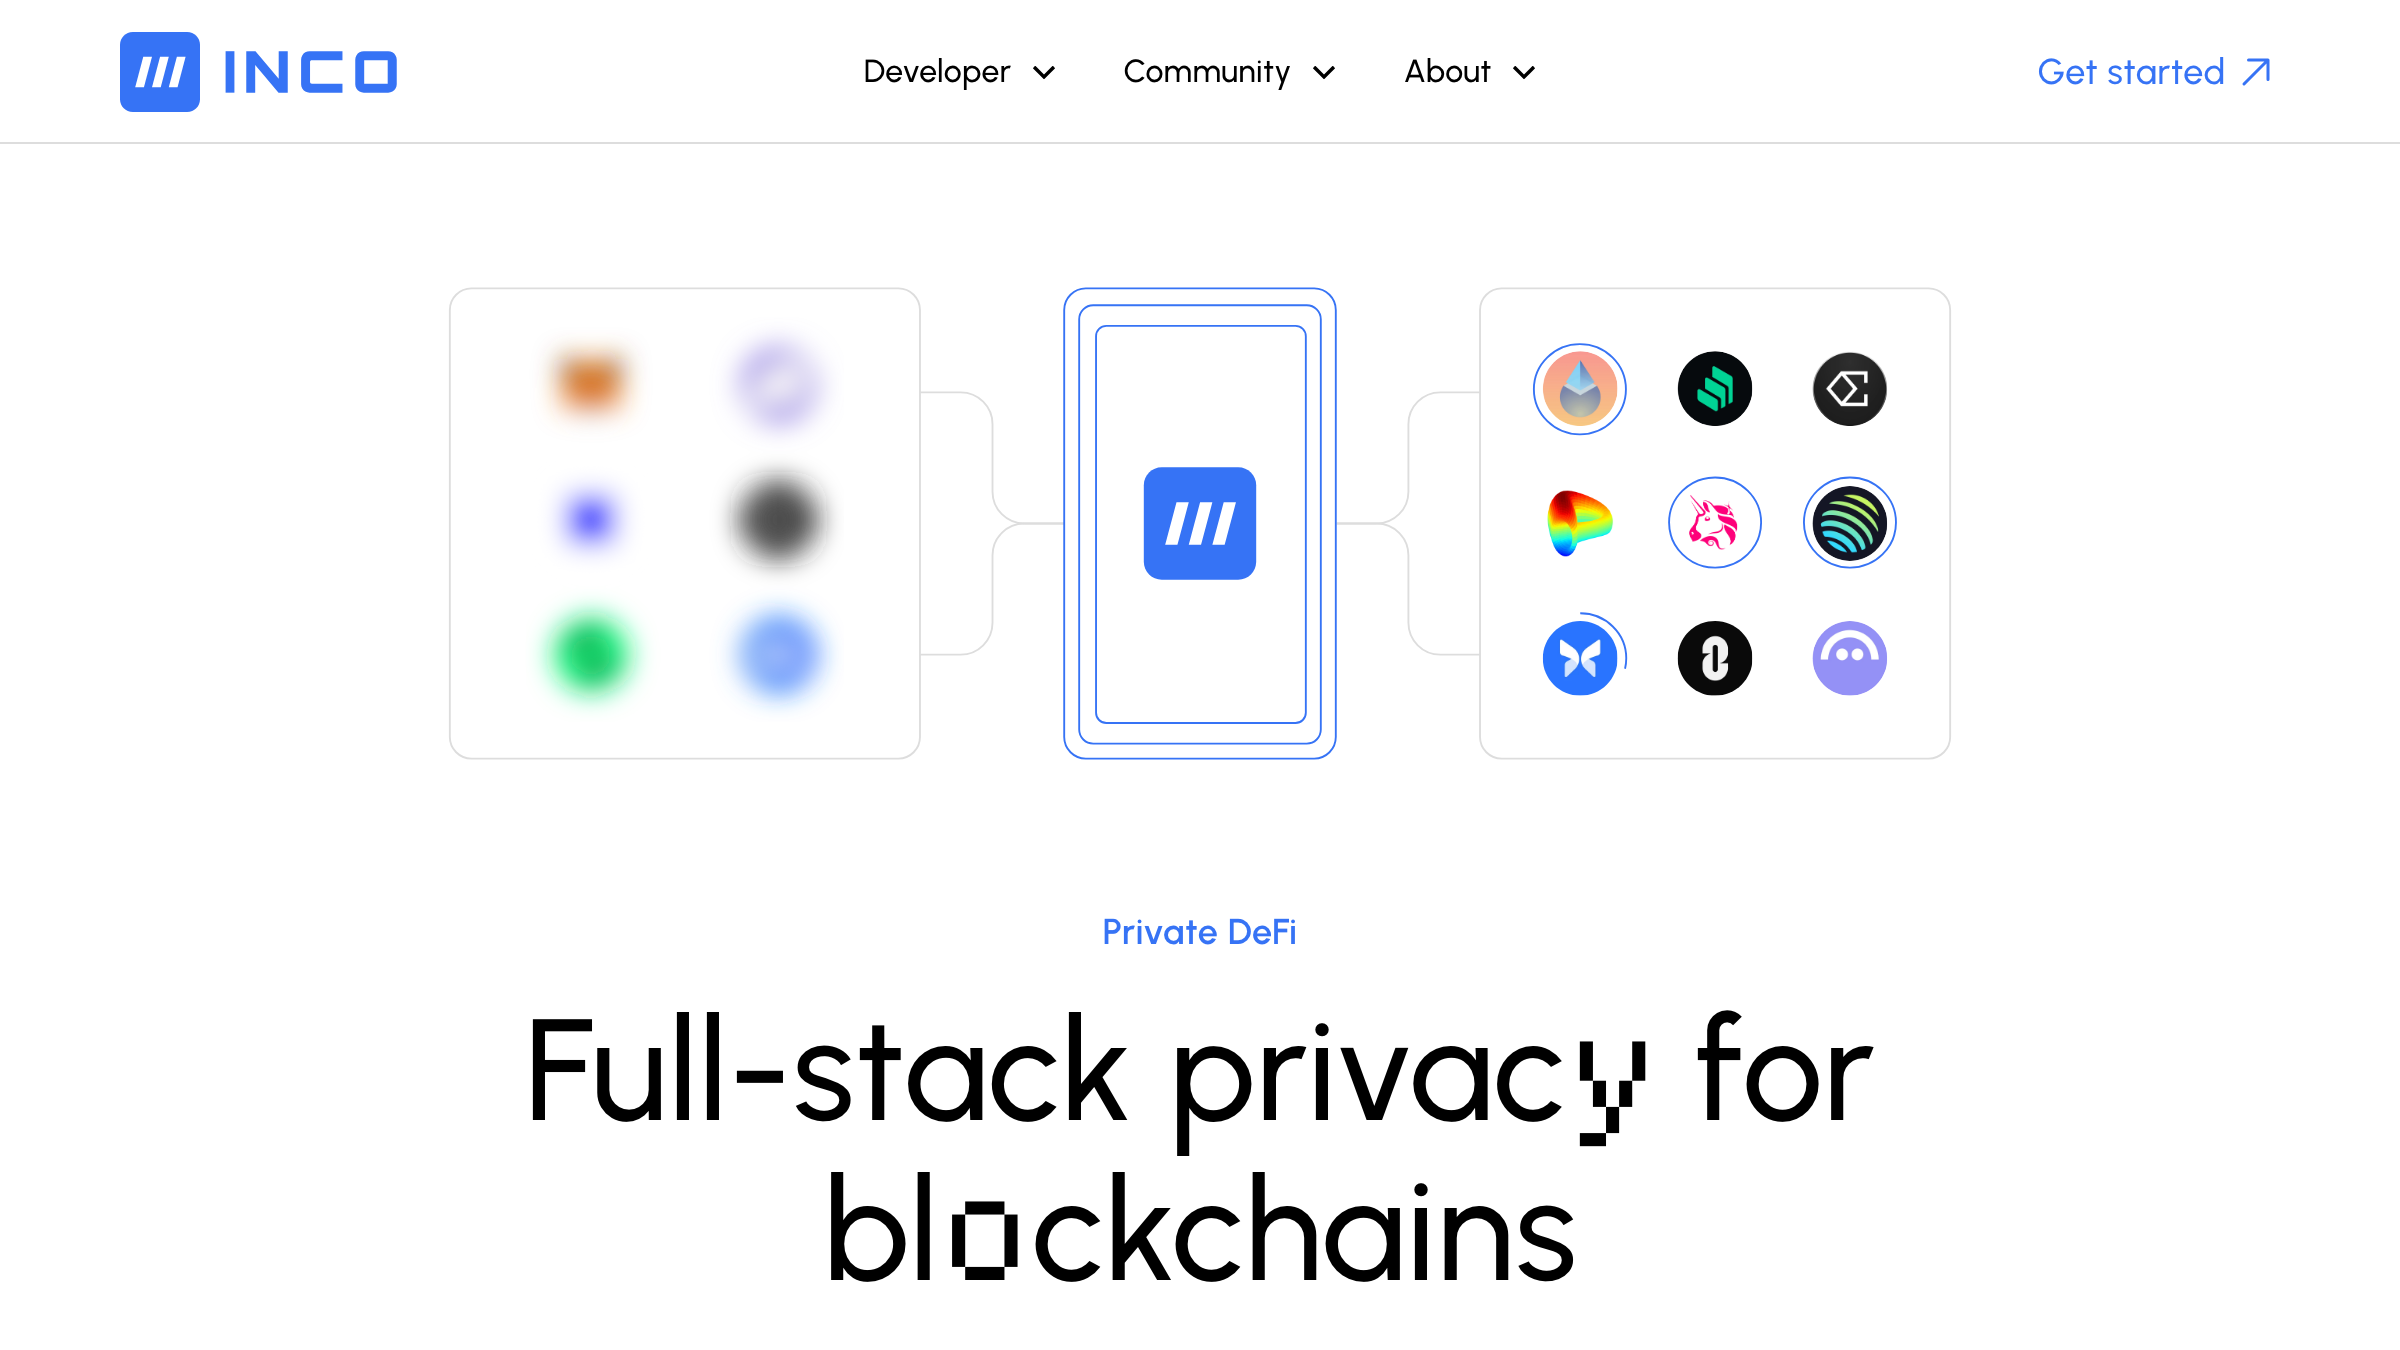 INCO
Developer
Community
About
Get started
Private DeFi
Full-stack privacy for
blockchains